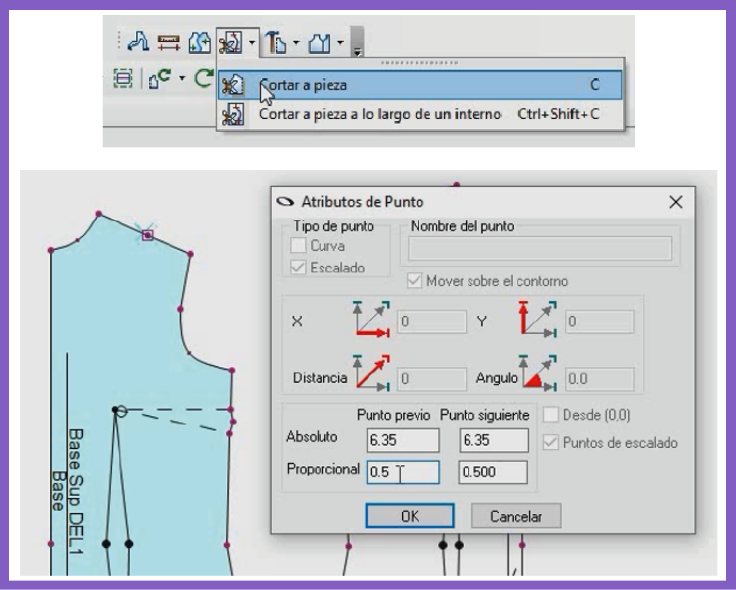 Cortar a pieza C
Cortar a pieza a lo largo de un interno Ctrl+Shift+C
Atributos de Punto
Tipo de punto
Curva
Escalado
Nombre del punto
Mover sobre el contorno
X 0 Y 0
Distancia 0 Angulo 0.0
Punto previo Punto siguiente
Desde (0,0)
Absoluto 6.35 6.35
Puntos de escalado
Proporcional 0.5 0.500
OK Cancelar
Base Sup DEL1
Base